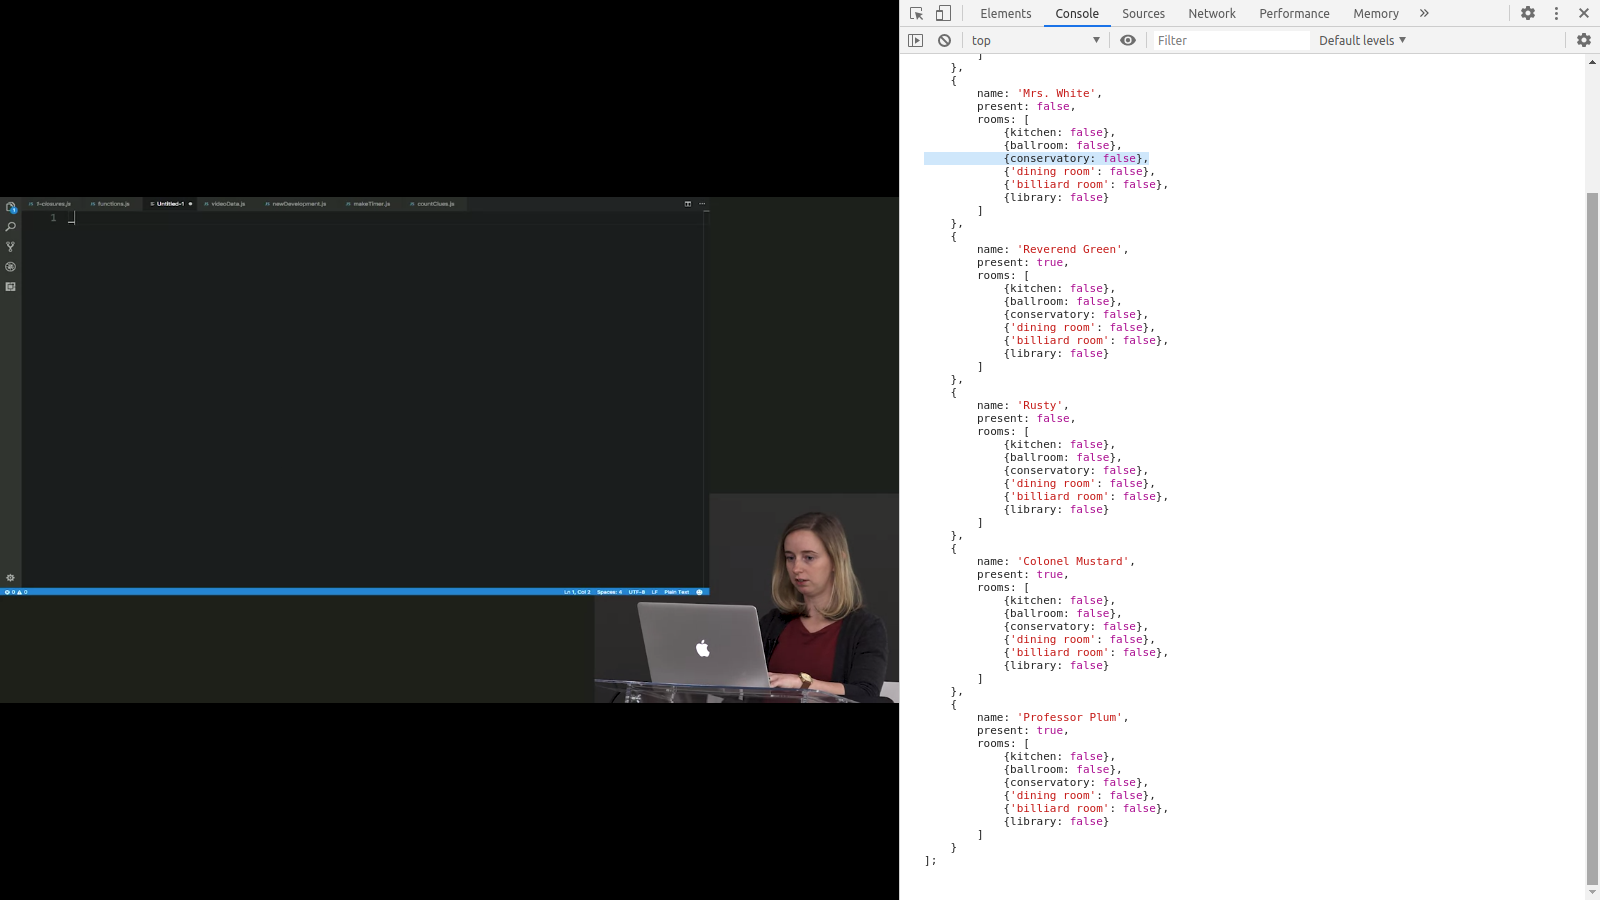 f-closures.js functions.js Untitled-1 videoData.js newDevelopment.js makeTimer.js countClues.js
1
Ln 1, Col 2 Spaces: 4 UTF-8 LF Plain Text
Elements Console Sources Network Performance Memory »
top Filter Default levels
]
},
{
name: 'Mrs. White',
present: false,
rooms: [
{kitchen: false},
{ballroom: false},
{conservatory: false},
{'dining room': false},
{'billiard room': false},
{library: false}
]
},
{
name: 'Reverend Green',
present: true,
rooms: [
{kitchen: false},
{ballroom: false},
{conservatory: false},
{'dining room': false},
{'billiard room': false},
{library: false}
]
},
{
name: 'Rusty',
present: false,
rooms: [
{kitchen: false},
{ballroom: false},
{conservatory: false},
{'dining room': false},
{'billiard room': false},
{library: false}
]
},
{
name: 'Colonel Mustard',
present: true,
rooms: [
{kitchen: false},
{ballroom: false},
{conservatory: false},
{'dining room': false},
{'billiard room': false},
{library: false}
]
},
{
name: 'Professor Plum',
present: true,
rooms: [
{kitchen: false},
{ballroom: false},
{conservatory: false},
{'dining room': false},
{'billiard room': false},
{library: false}
]
}
];